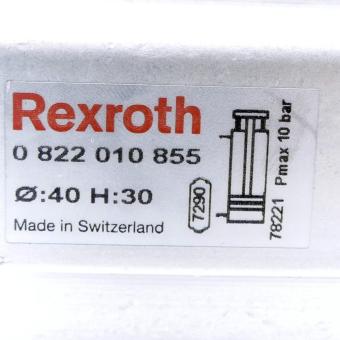 Rexroth
0 822 010 855
Ø:40 H:30
Made in Switzerland
7290
78221 Pmax 10 bar